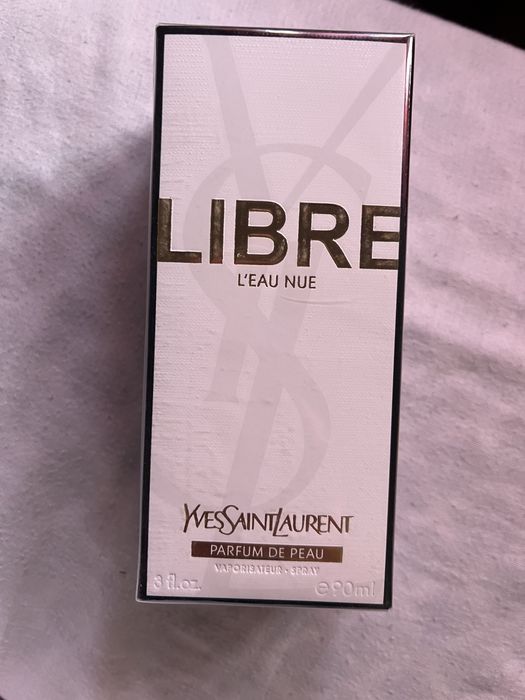 LIBRE
L'EAU NUE
YVESSAINTLAURENT
PARFUM DE PEAU
VAPORISATEUR • SPRAY
3 fl.oz. ℮90ml